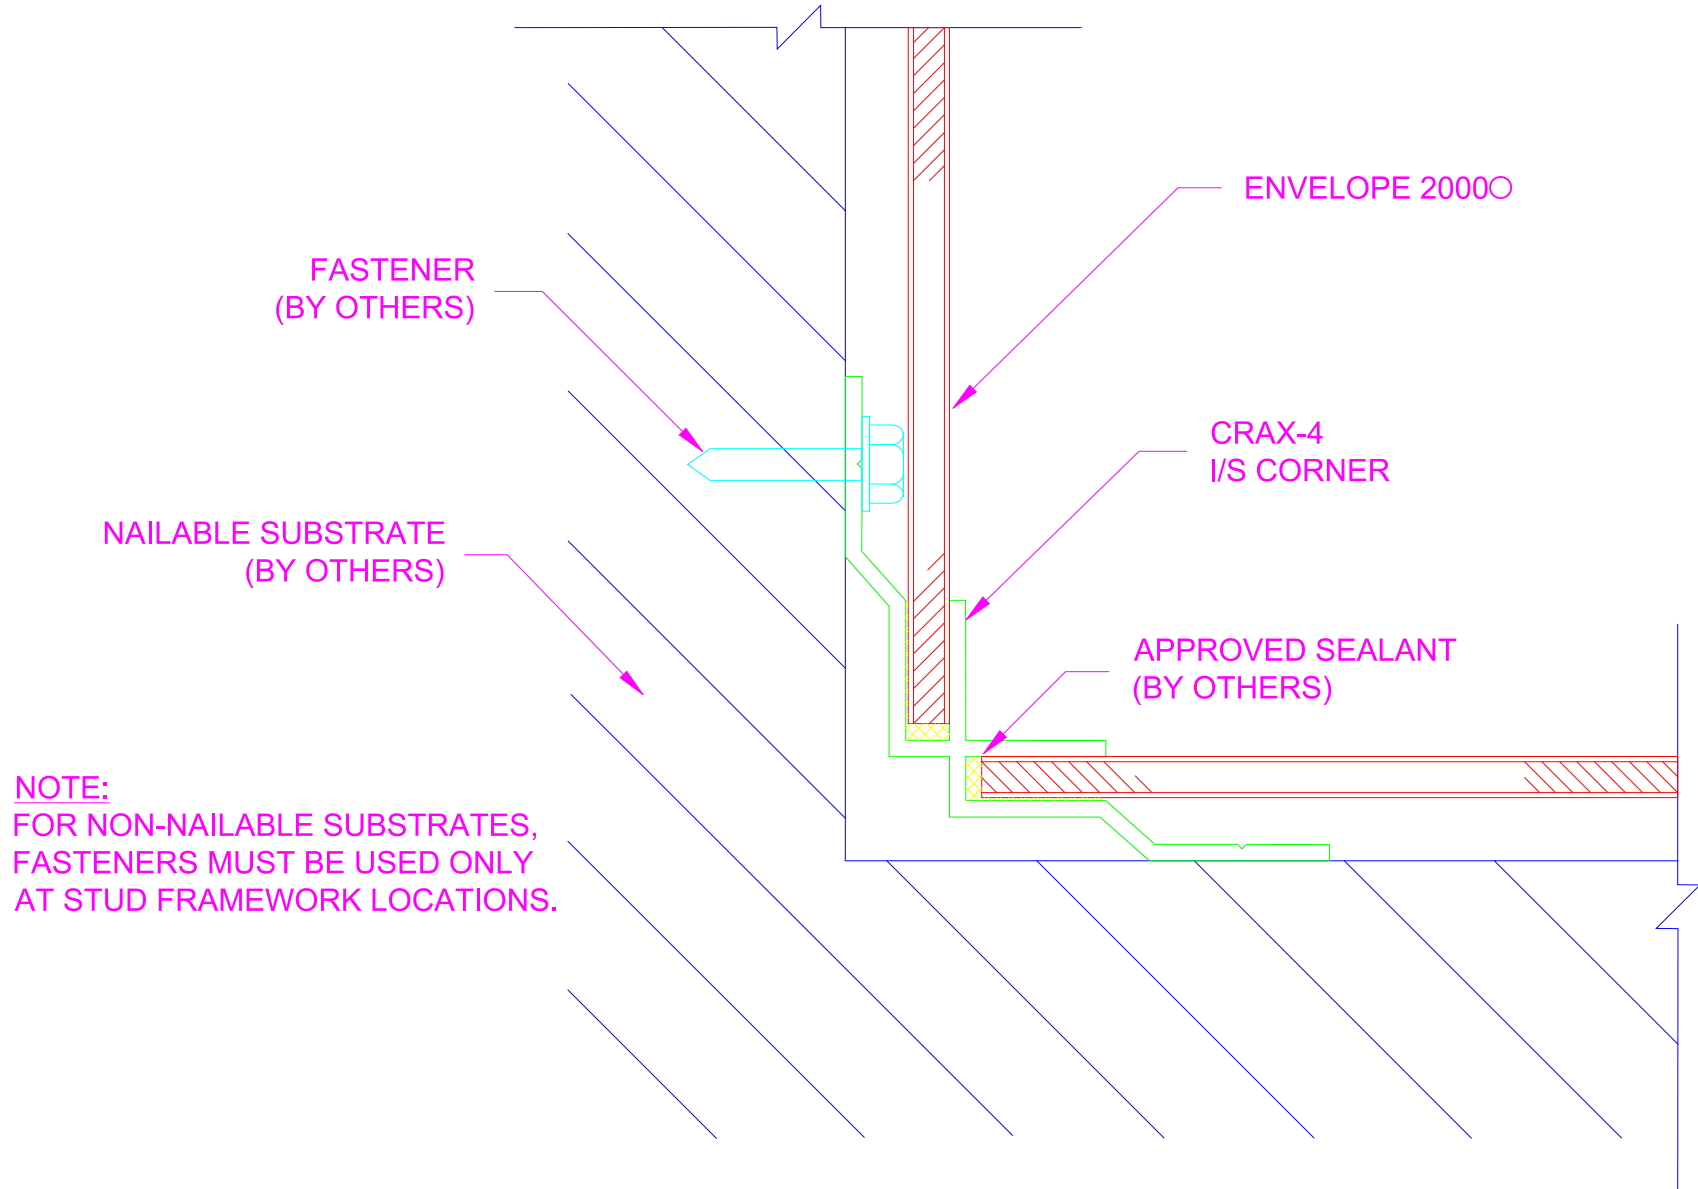 ENVELOPE 2000○
FASTENER
(BY OTHERS)
CRAX-4
I/S CORNER
NAILABLE SUBSTRATE
(BY OTHERS)
APPROVED SEALANT
(BY OTHERS)
NOTE:
FOR NON-NAILABLE SUBSTRATES,
FASTENERS MUST BE USED ONLY
AT STUD FRAMEWORK LOCATIONS.